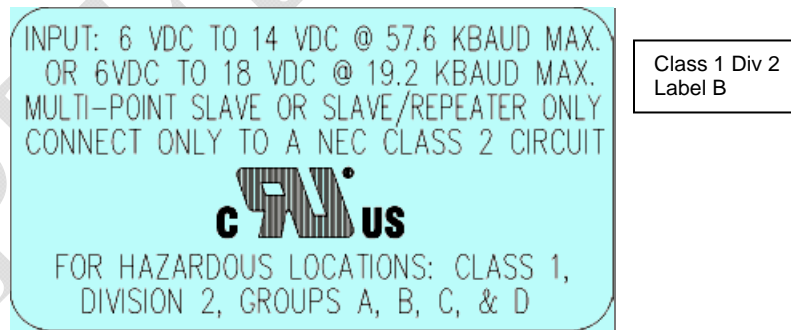 INPUT: 6 VDC TO 14 VDC @ 57.6 KBAUD MAX.
OR 6VDC TO 18 VDC @ 19.2 KBAUD MAX.
MULTI-POINT SLAVE OR SLAVE/REPEATER ONLY
CONNECT ONLY TO A NEC CLASS 2 CIRCUIT
c RU ® US
FOR HAZARDOUS LOCATIONS: CLASS 1,
DIVISION 2, GROUPS A, B, C, & D
Class 1 Div 2
Label B